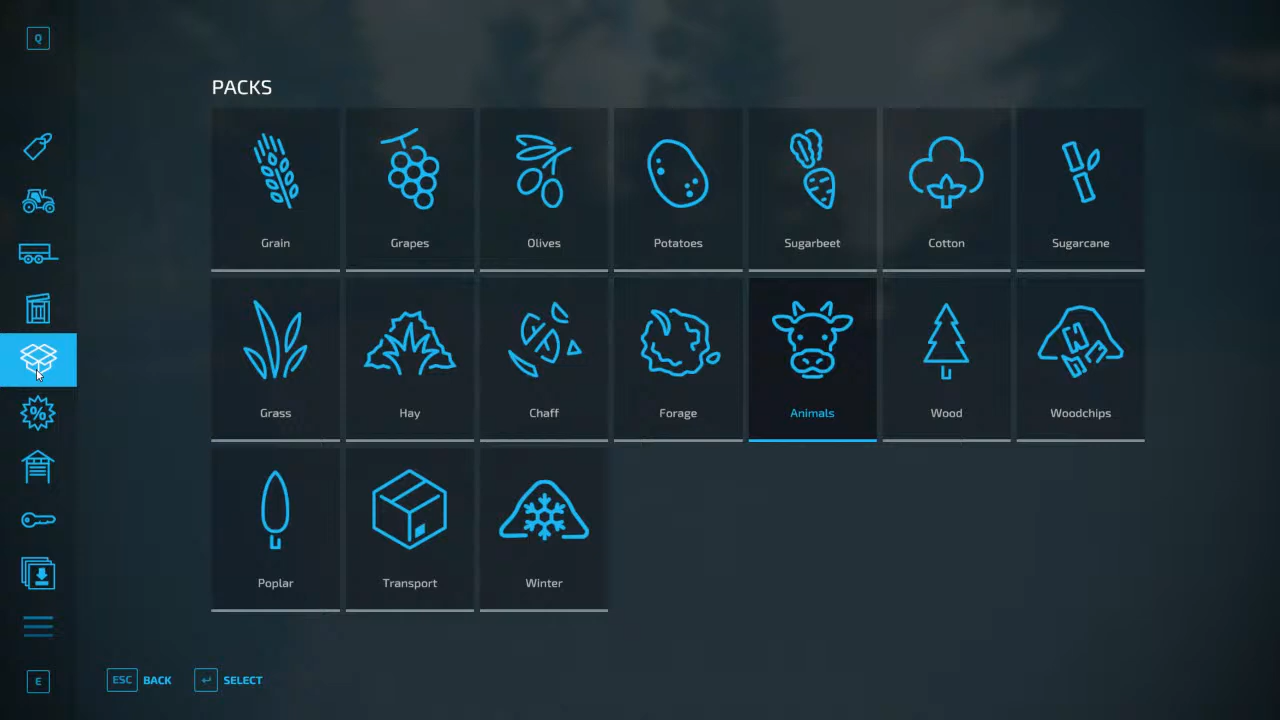 Q
PACKS
Grain
Grapes
Olives
Potatoes
Sugarbeet
Cotton
Sugarcane
%
Grass
Hay
Chaff
Forage
Animals
Wood
Woodchips
Poplar
Transport
Winter
E
ESC BACK
SELECT